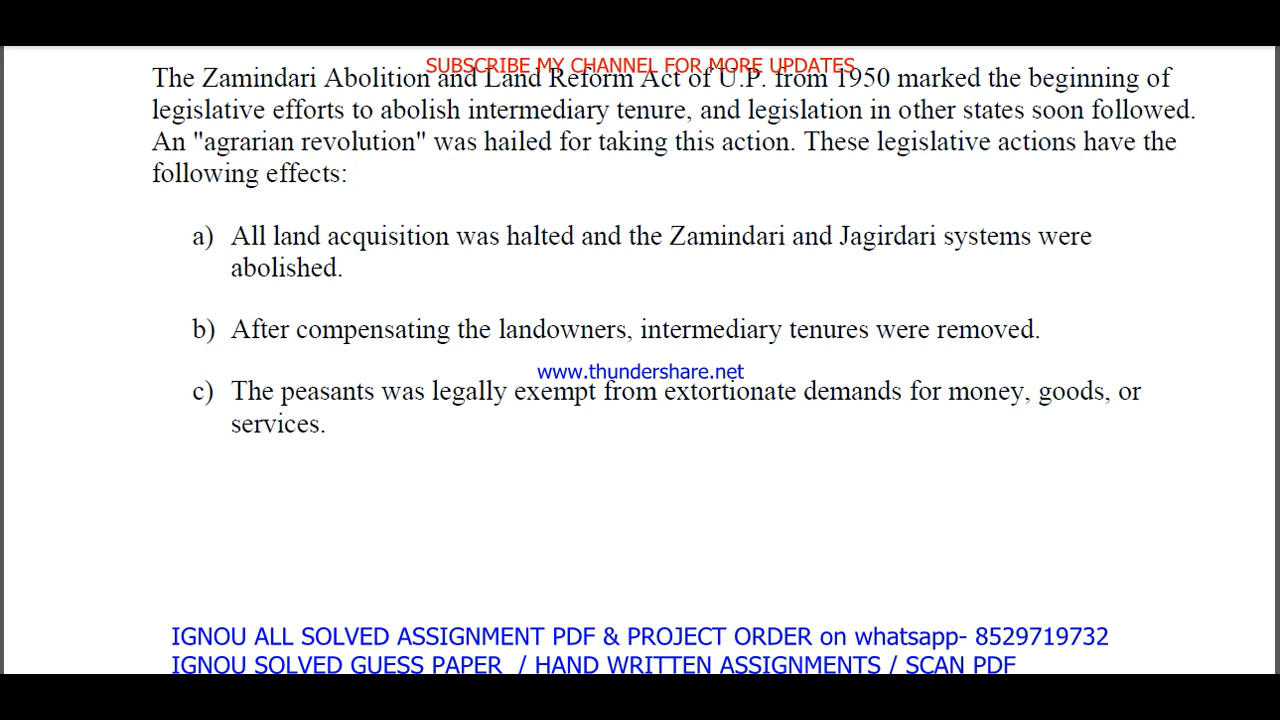 SUBSCRIBE MY CHANNEL FOR MORE UPDATES
The Zamindari Abolition and Land Reform Act of U.P. from 1950 marked the beginning of
legislative efforts to abolish intermediary tenure, and legislation in other states soon followed.
An "agrarian revolution" was hailed for taking this action. These legislative actions have the
following effects:
a) All land acquisition was halted and the Zamindari and Jagirdari systems were
abolished.
b) After compensating the landowners, intermediary tenures were removed.
www.thundershare.net
c) The peasants was legally exempt from extortionate demands for money, goods, or
services.
IGNOU ALL SOLVED ASSIGNMENT PDF & PROJECT ORDER on whatsapp- 8529719732
IGNOU SOLVED GUESS PAPER / HAND WRITTEN ASSIGNMENTS / SCAN PDF